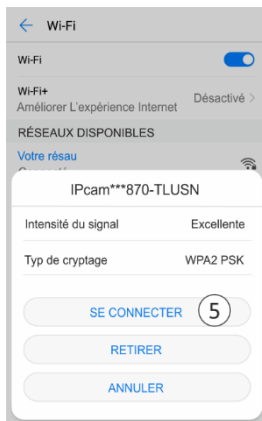 Wi-Fi
Wi-Fi
Wi-Fi+
Améliorer L'expérience Internet
Désactivé >
RÉSEAUX DISPONIBLES
Votre résau
IPcam***870-TLUSN
Intensité du signal Excellente
Typ de cryptage WPA2 PSK
SE CONNECTER 5
RETIRER
ANNULER